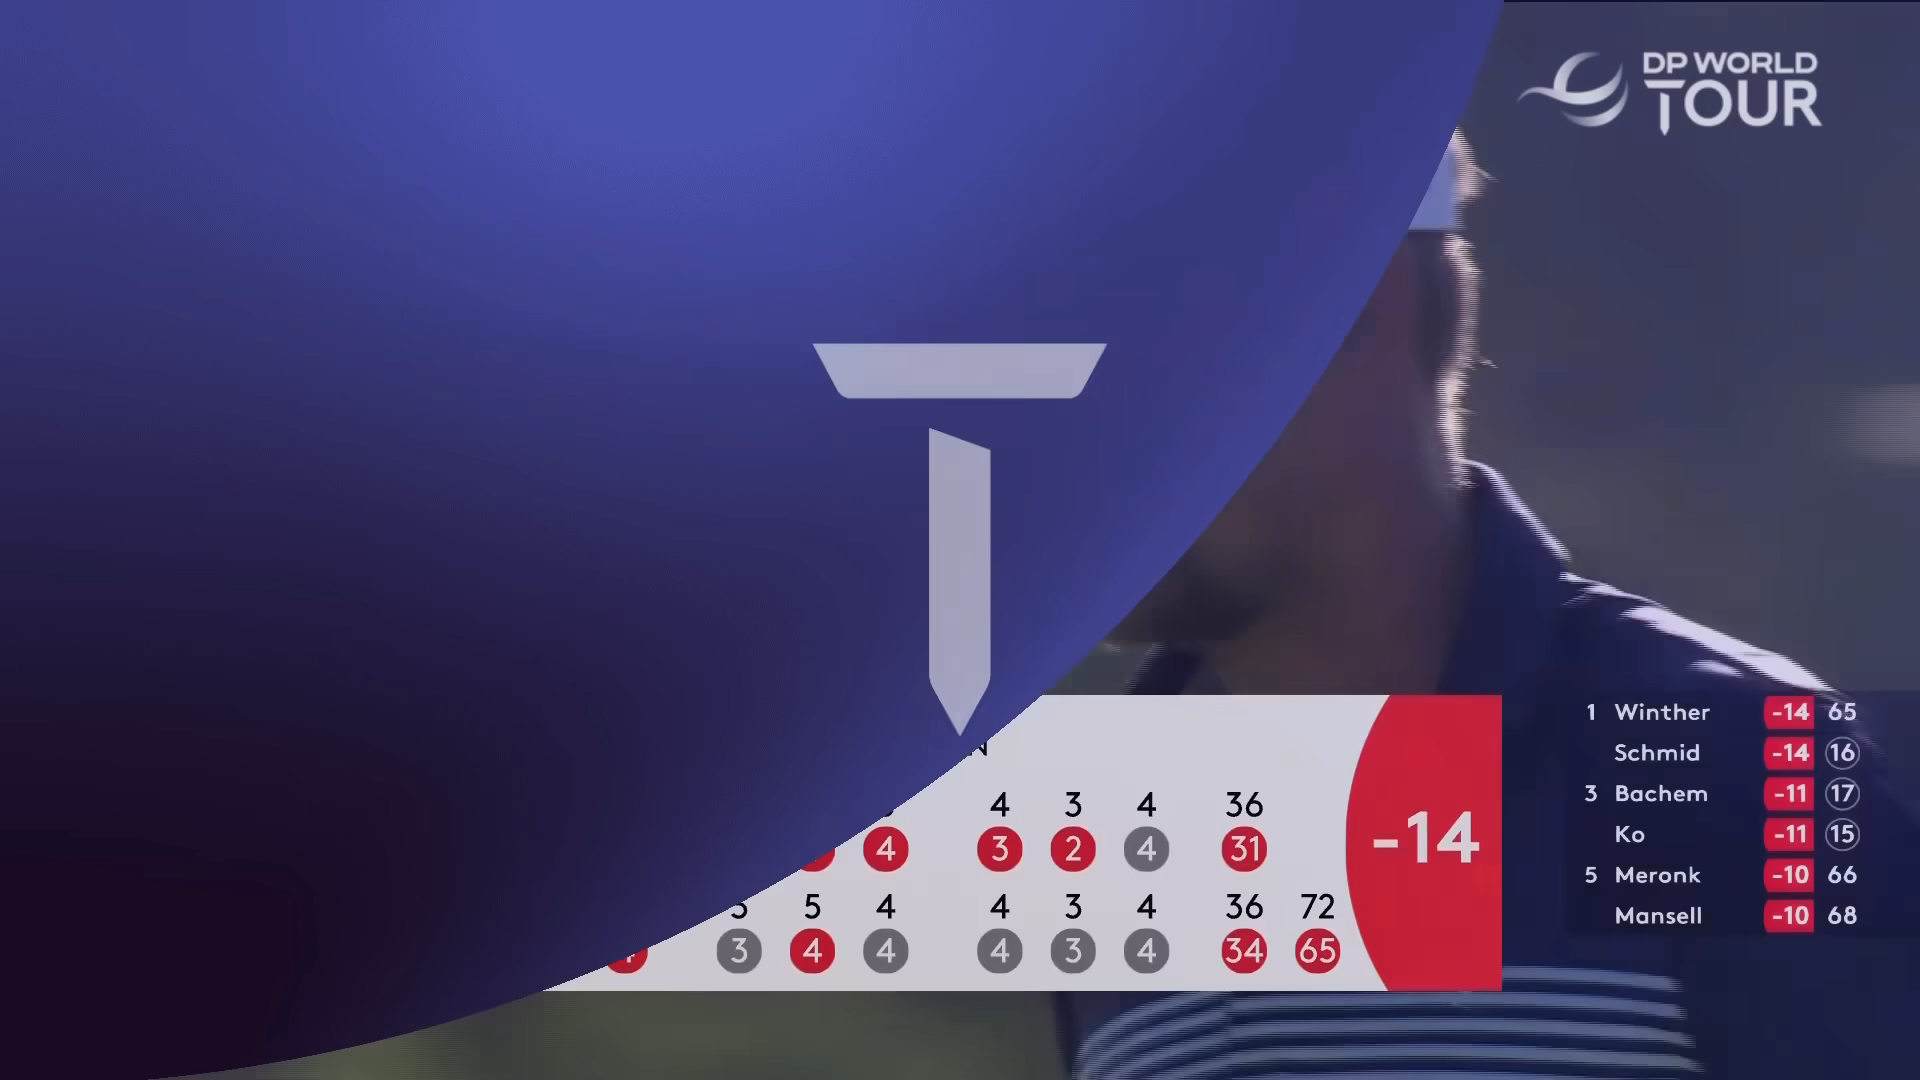 DP WORLD
TOUR
N
4 3 4 36
4 3 2 4 31
5 4 4 3 4 36 72
3 4 4 4 3 4 34 65
-14
1 Winther -14 65
Schmid -14 16
3 Bachem -11 17
Ko -11 15
5 Meronk -10 66
Mansell -10 68